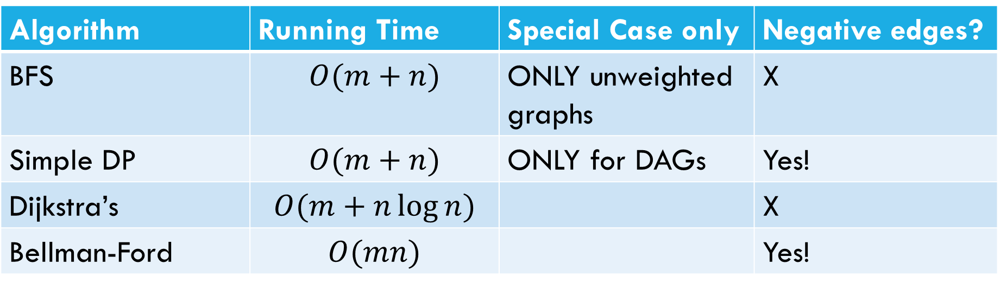 Algorithm Running Time Special Case only Negative edges?
BFS O(m + n) ONLY unweighted X
graphs
Simple DP O(m + n) ONLY for DAGs Yes!
Dijkstra’s O(m + n log n) X
Bellman-Ford O(mn) Yes!